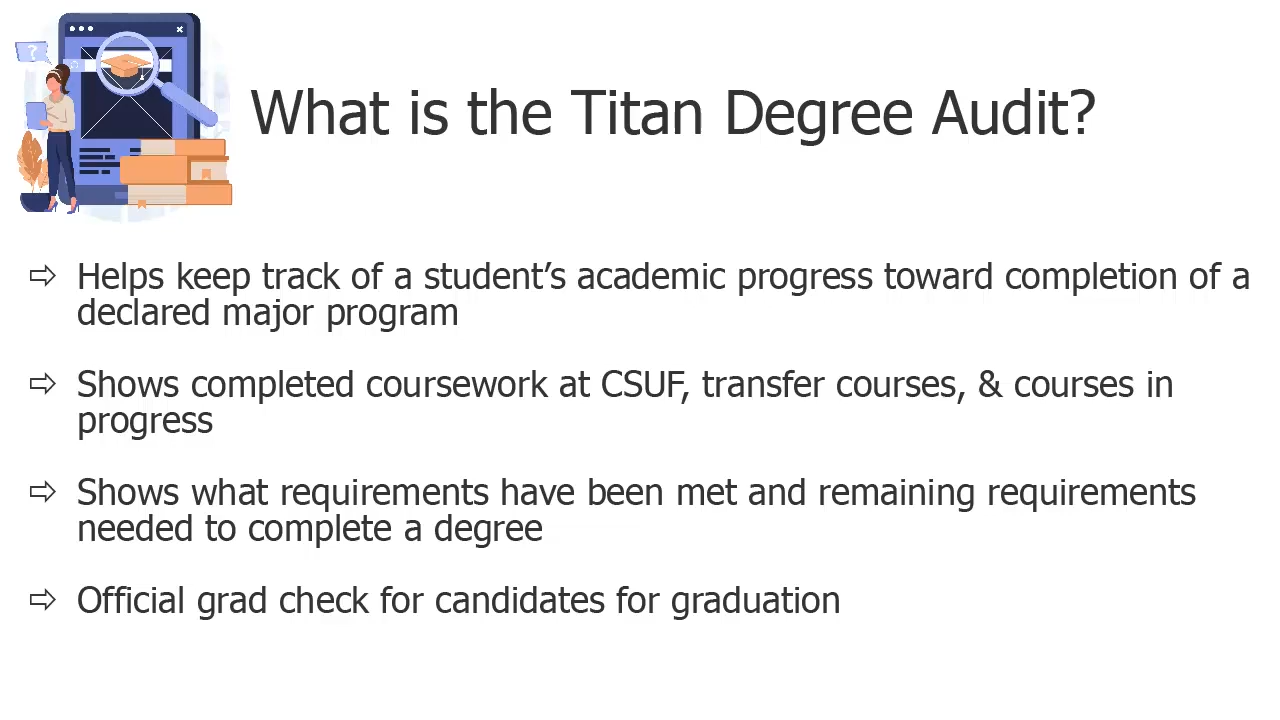 ?
What is the Titan Degree Audit?
⇨ Helps keep track of a student’s academic progress toward completion of a
declared major program
⇨ Shows completed coursework at CSUF, transfer courses, & courses in
progress
⇨ Shows what requirements have been met and remaining requirements
needed to complete a degree
⇨ Official grad check for candidates for graduation